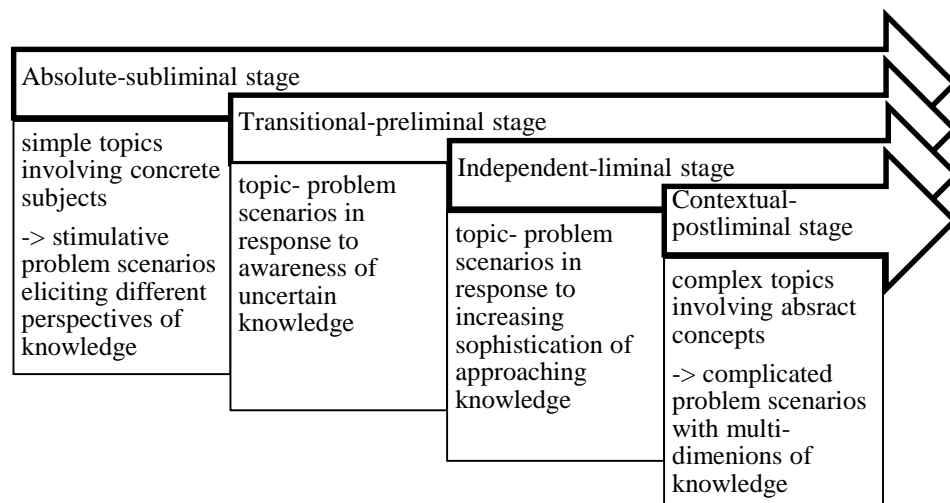 Absolute-subliminal stage
simple topics
involving concrete
subjects
-> stimulative
problem scenarios
eliciting different
perspectives of
knowledge
Transitional-preliminal stage
topic- problem
scenarios in
response to
awareness of
uncertain
knowledge
Independent-liminal stage
topic- problem
scenarios in
response to
increasing
sophistication of
approaching
knowledge
Contextual-
postliminal stage
complex topics
involving absract
concepts
-> complicated
problem scenarios
with multi-
dimenions of
knowledge